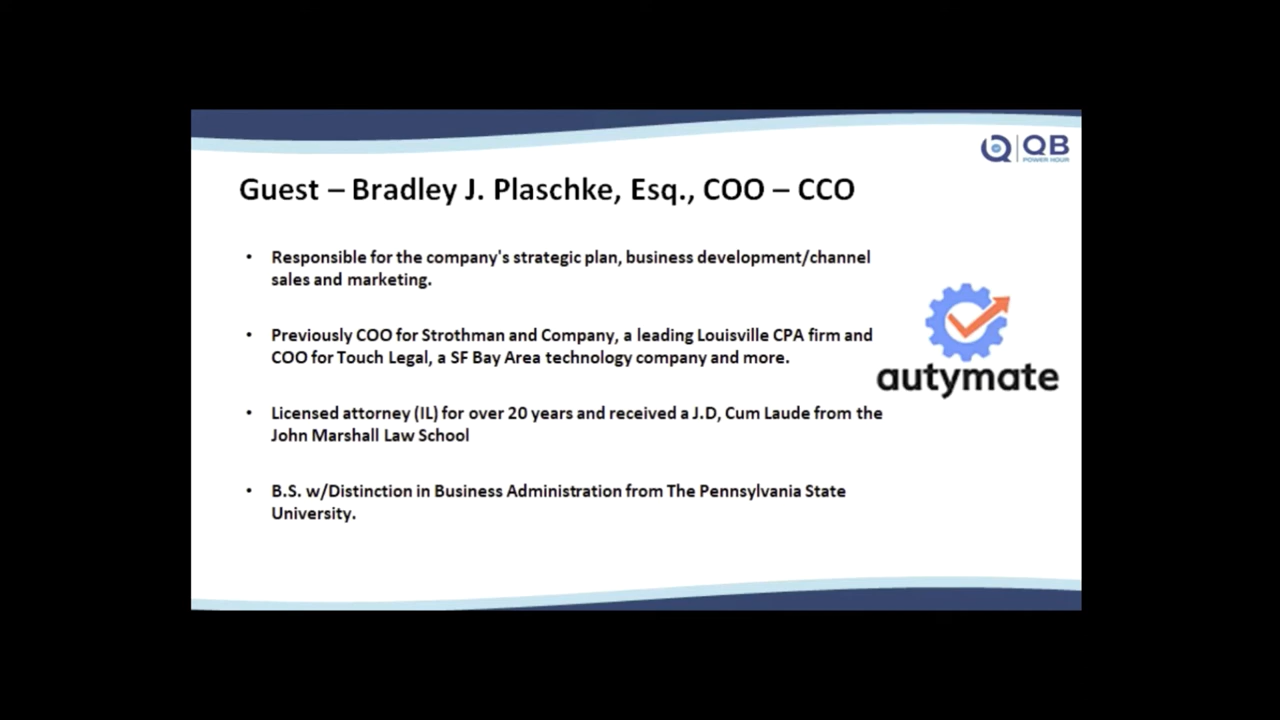 QB
POWER HOUR
Guest – Bradley J. Plaschke, Esq., COO – CCO
• Responsible for the company's strategic plan, business development/channel
sales and marketing.
• Previously COO for Strothman and Company, a leading Louisville CPA firm and
COO for Touch Legal, a SF Bay Area technology company and more.
• Licensed attorney (IL) for over 20 years and received a J.D, Cum Laude from the
John Marshall Law School
• B.S. w/Distinction in Business Administration from The Pennsylvania State
University.
autymate